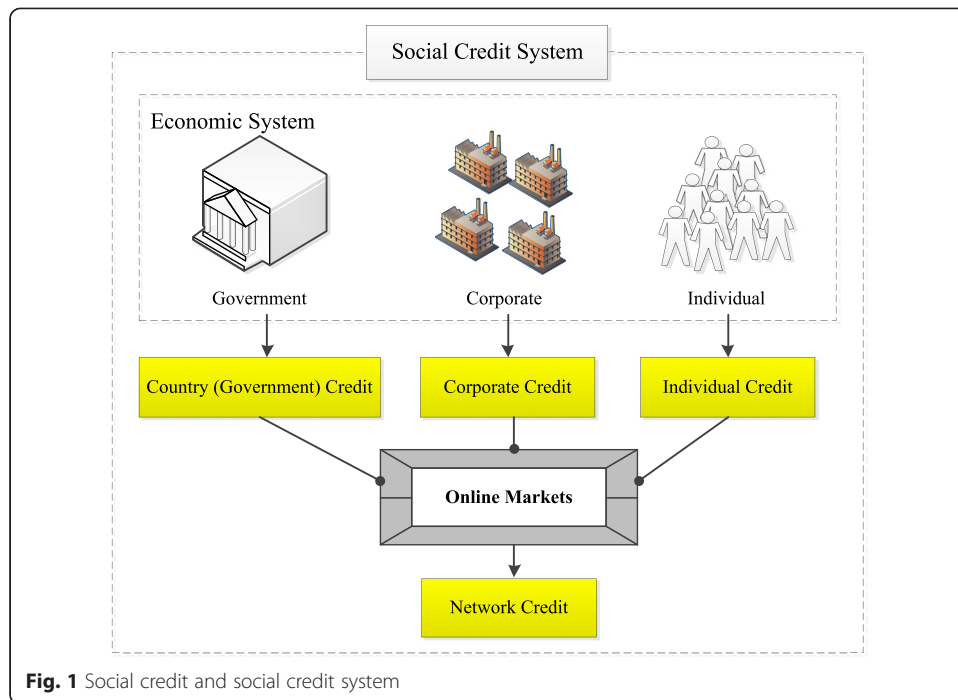 Social Credit System
Economic System
Government
Corporate
Individual
Country (Government) Credit
Corporate Credit
Individual Credit
Online Markets
Network Credit
Fig. 1 Social credit and social credit system